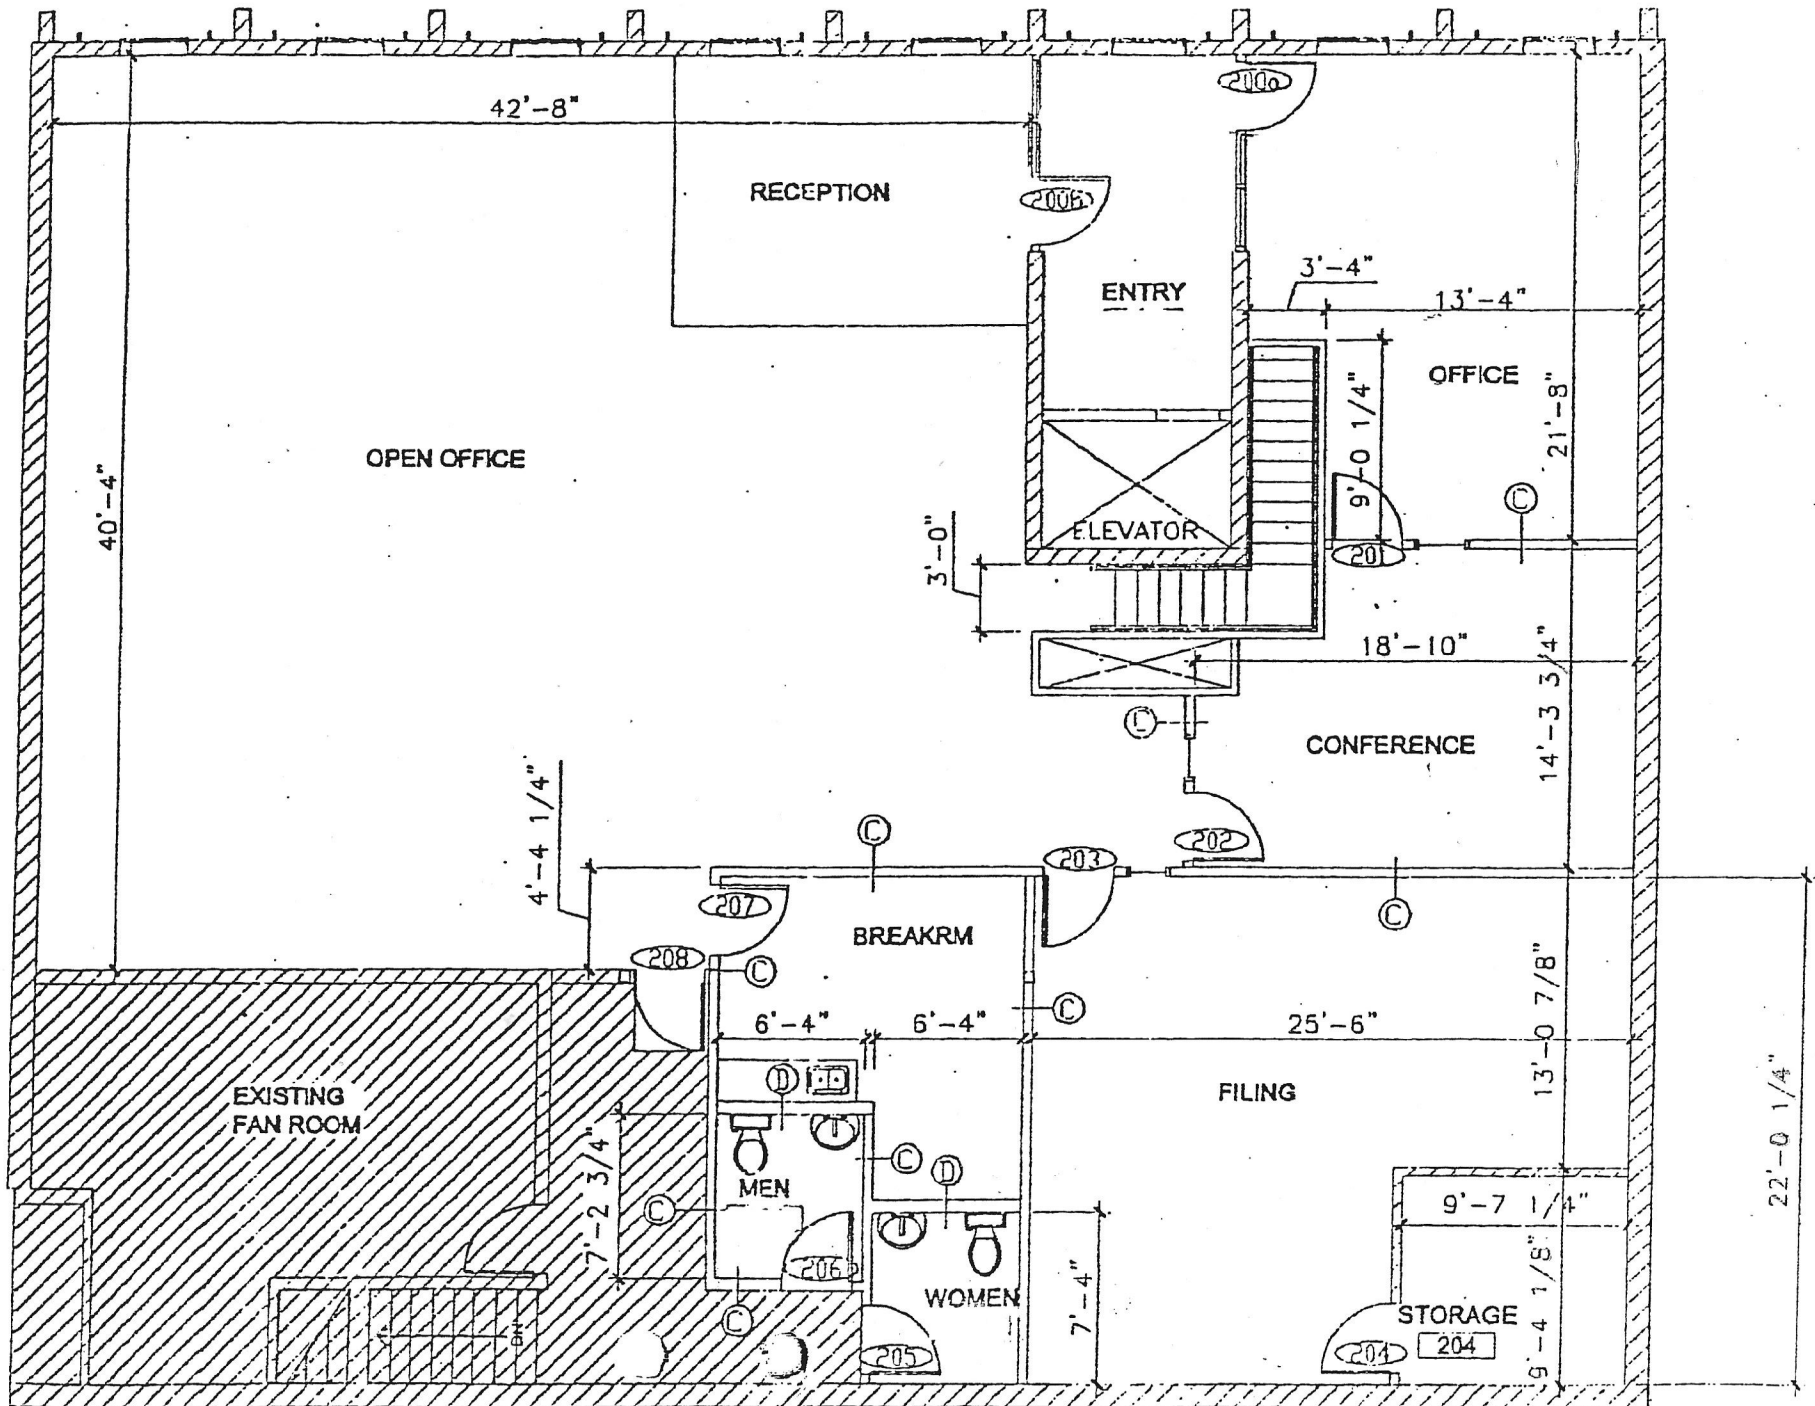 200a
42'-8"
RECEPTION
200B
ENTRY
3'-4"
13'-4"
OFFICE
9'-0 1/4"
21'-8"
OPEN OFFICE
40'-4"
C
ELEVATOR
3'-0"
201
18'-10"
14'-3 3/4"
C
CONFERENCE
4'-4 1/4"
C
202
203
207
C
BREAKRM
208
C
C
13'-0 7/8"
6'-4"
6'-4"
25'-6"
D
EXISTING
FAN ROOM
FILING
22'-0 1/4"
7'-2 3/4"
C
D
MEN
C
9'-7 1/4"
206
WOMEN
7'-4"
STORAGE
204
C
DN
205
204
9'-4 1/8"